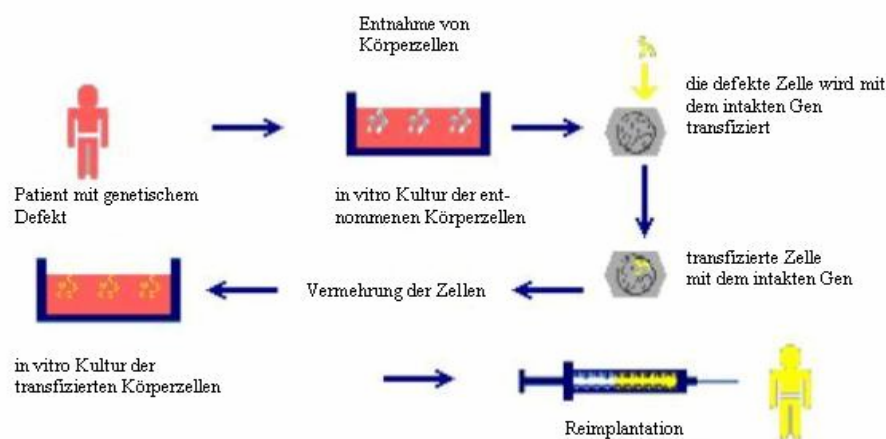 Entnahme von
Körperzellen
die defekte Zelle wird mit
dem intakten Gen
transfiziert
Patient mit genetischem
Defekt
in vitro Kultur der ent-
nommenen Körperzellen
transfizierte Zelle
mit dem intakten Gen
Vermehrung der Zellen
in vitro Kultur der
transfizierten Körperzellen
Reimplantation